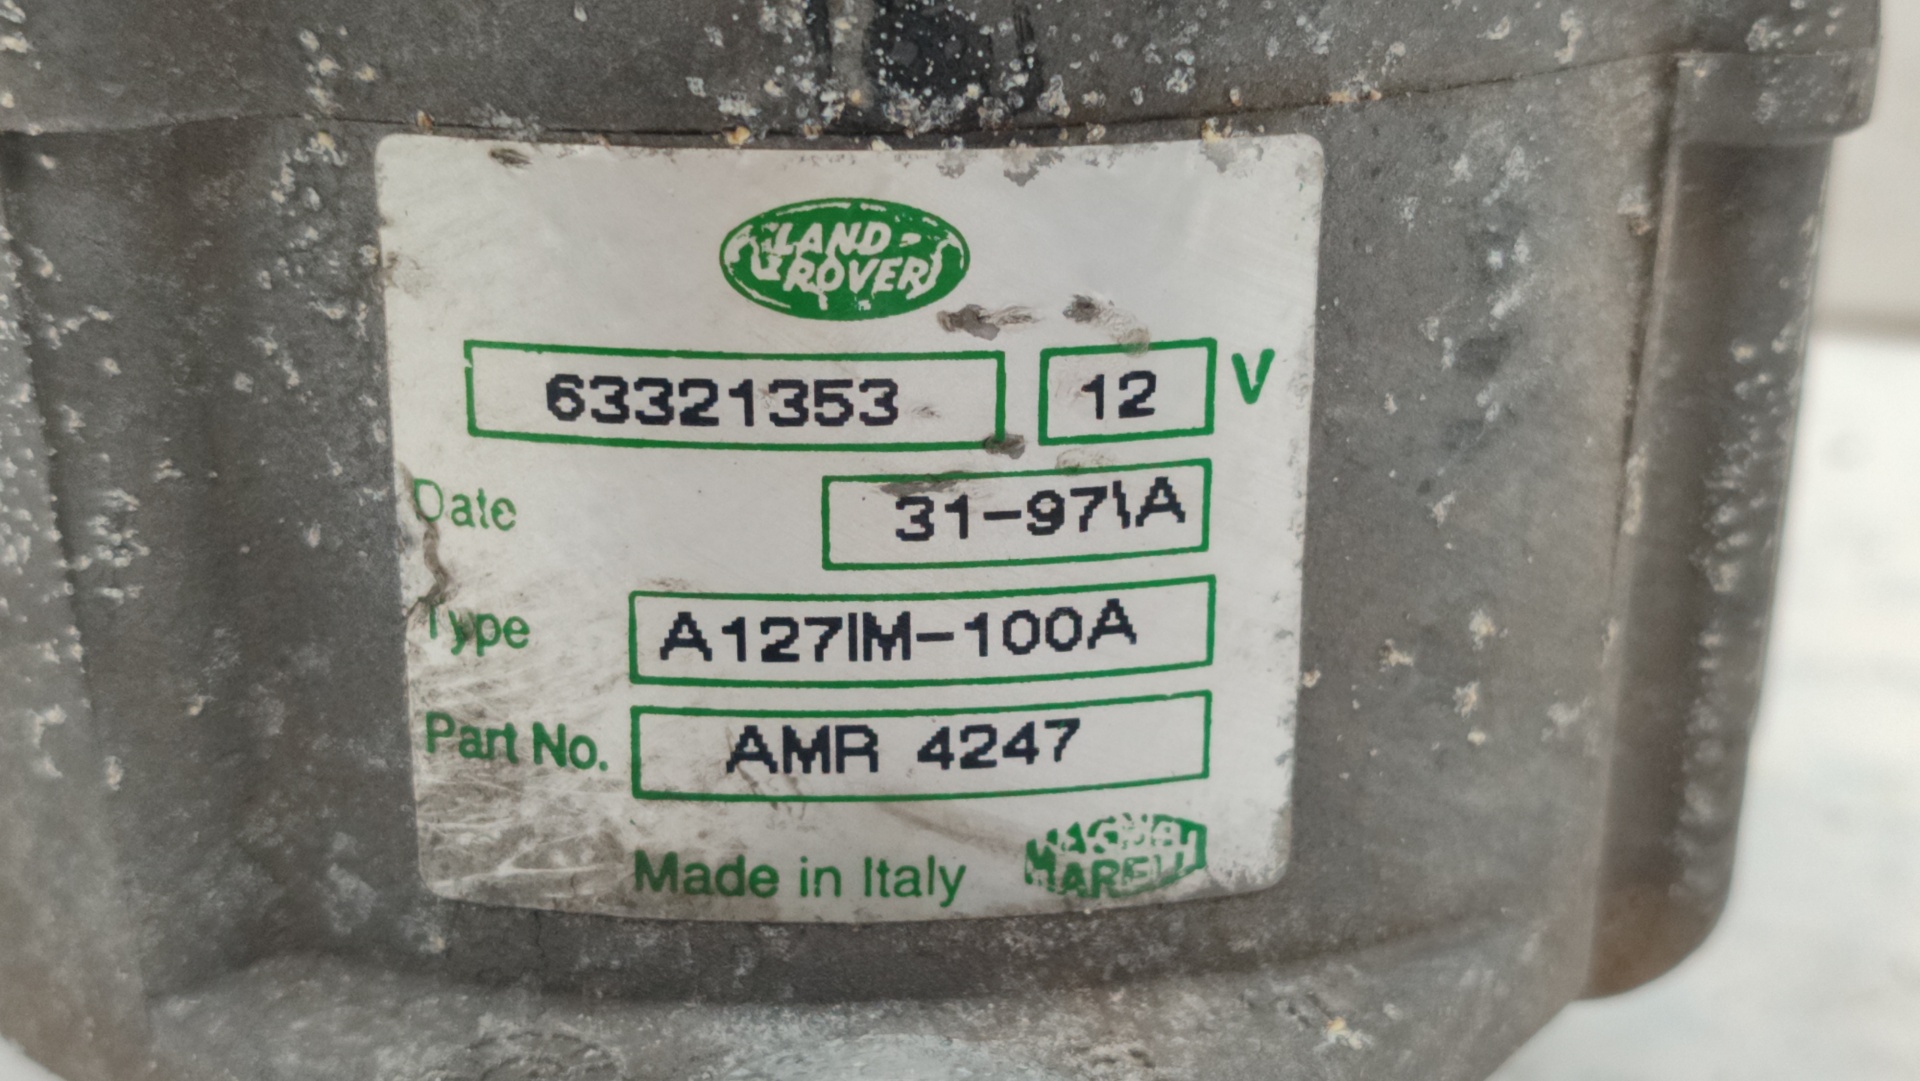 LAND
ROVER
63321353 12 V
Date 31-97\A
Type A127IM-100A
Part No. AMR 4247
Made in Italy MAGNETI
MARELLI